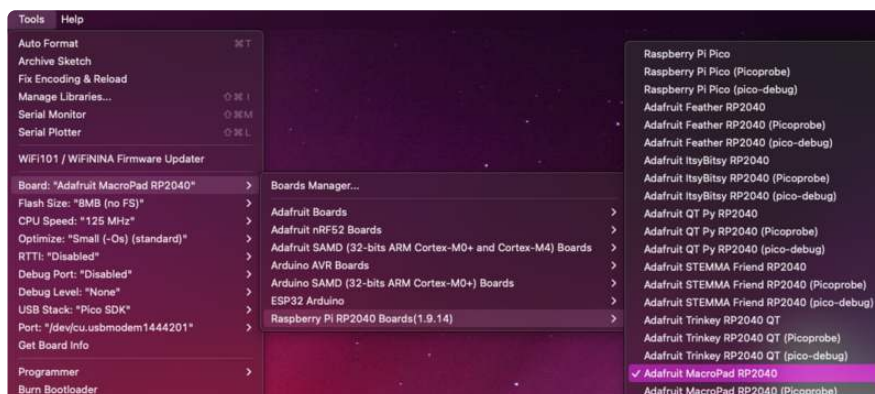 Tools Help
Auto Format ⌘T
Archive Sketch
Fix Encoding & Reload
Manage Libraries... ⇧⌘I
Serial Monitor ⇧⌘M
Serial Plotter ⇧⌘L
WiFi101 / WiFiNINA Firmware Updater
Board: "Adafruit MacroPad RP2040"
Flash Size: "8MB (no FS)"
CPU Speed: "125 MHz"
Optimize: "Small (-Os) (standard)"
RTTI: "Disabled"
Debug Port: "Disabled"
Debug Level: "None"
USB Stack: "Pico SDK"
Port: "/dev/cu.usbmodem1444201"
Get Board Info
Programmer
Burn Bootloader
Boards Manager...
Adafruit Boards
Adafruit nRF52 Boards
Adafruit SAMD (32-bits ARM Cortex-M0+ and Cortex-M4) Boards
Arduino AVR Boards
Arduino SAMD (32-bits ARM Cortex-M0+) Boards
ESP32 Arduino
Raspberry Pi RP2040 Boards(1.9.14)
Raspberry Pi Pico
Raspberry Pi Pico (Picoprobe)
Raspberry Pi Pico (pico-debug)
Adafruit Feather RP2040
Adafruit Feather RP2040 (Picoprobe)
Adafruit Feather RP2040 (pico-debug)
Adafruit ItsyBitsy RP2040
Adafruit ItsyBitsy RP2040 (Picoprobe)
Adafruit ItsyBitsy RP2040 (pico-debug)
Adafruit QT Py RP2040
Adafruit QT Py RP2040 (Picoprobe)
Adafruit QT Py RP2040 (pico-debug)
Adafruit STEMMA Friend RP2040
Adafruit STEMMA Friend RP2040 (Picoprobe)
Adafruit STEMMA Friend RP2040 (pico-debug)
Adafruit Trinkey RP2040 QT
Adafruit Trinkey RP2040 QT (Picoprobe)
Adafruit Trinkey RP2040 QT (pico-debug)
✓ Adafruit MacroPad RP2040
Adafruit MacroPad RP2040 (Picoprobe)